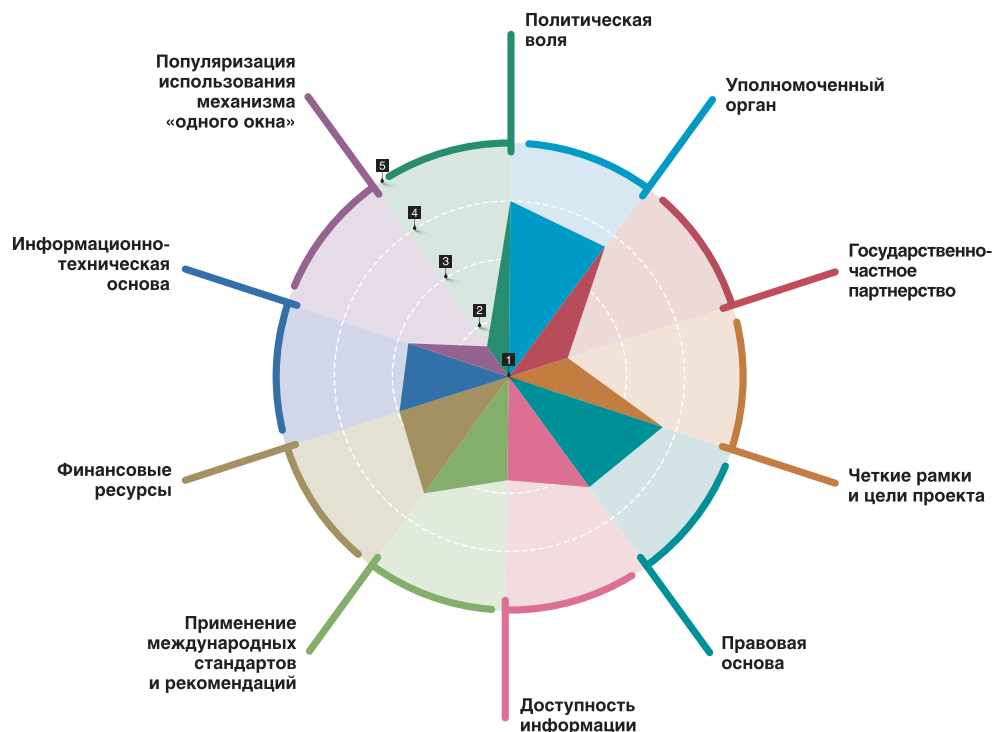 Политическая
воля
Уполномоченный
орган
Государственно-
частное
партнерство
Четкие рамки
и цели проекта
Правовая
основа
Доступность
информации
Применение
международных
стандартов
и рекомендаций
Финансовые
ресурсы
Информационно-
техническая
основа
Популяризация
использования
механизма
«одного окна»
5
4
3
2
1